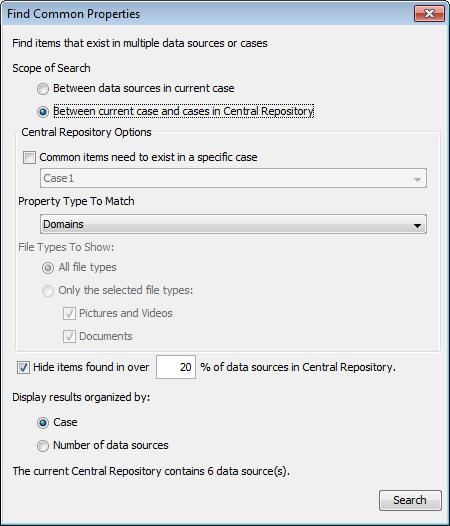 Find Common Properties
Find items that exist in multiple data sources or cases
Scope of Search
Between data sources in current case
Between current case and cases in Central Repository
Central Repository Options
Common items need to exist in a specific case
Case1
Property Type To Match
Domains
File Types To Show:
All file types
Only the selected file types:
Pictures and Videos
Documents
Hide items found in over 20 % of data sources in Central Repository.
Display results organized by:
Case
Number of data sources
The current Central Repository contains 6 data source(s).
Search